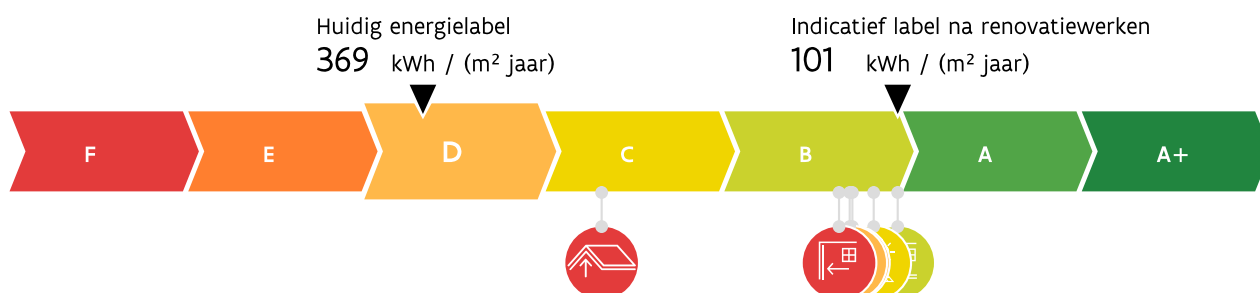 Huidig energielabel
369 kWh / (m² jaar)
Indicatief label na renovatiewerken
101 kWh / (m² jaar)
F E D C B A A+